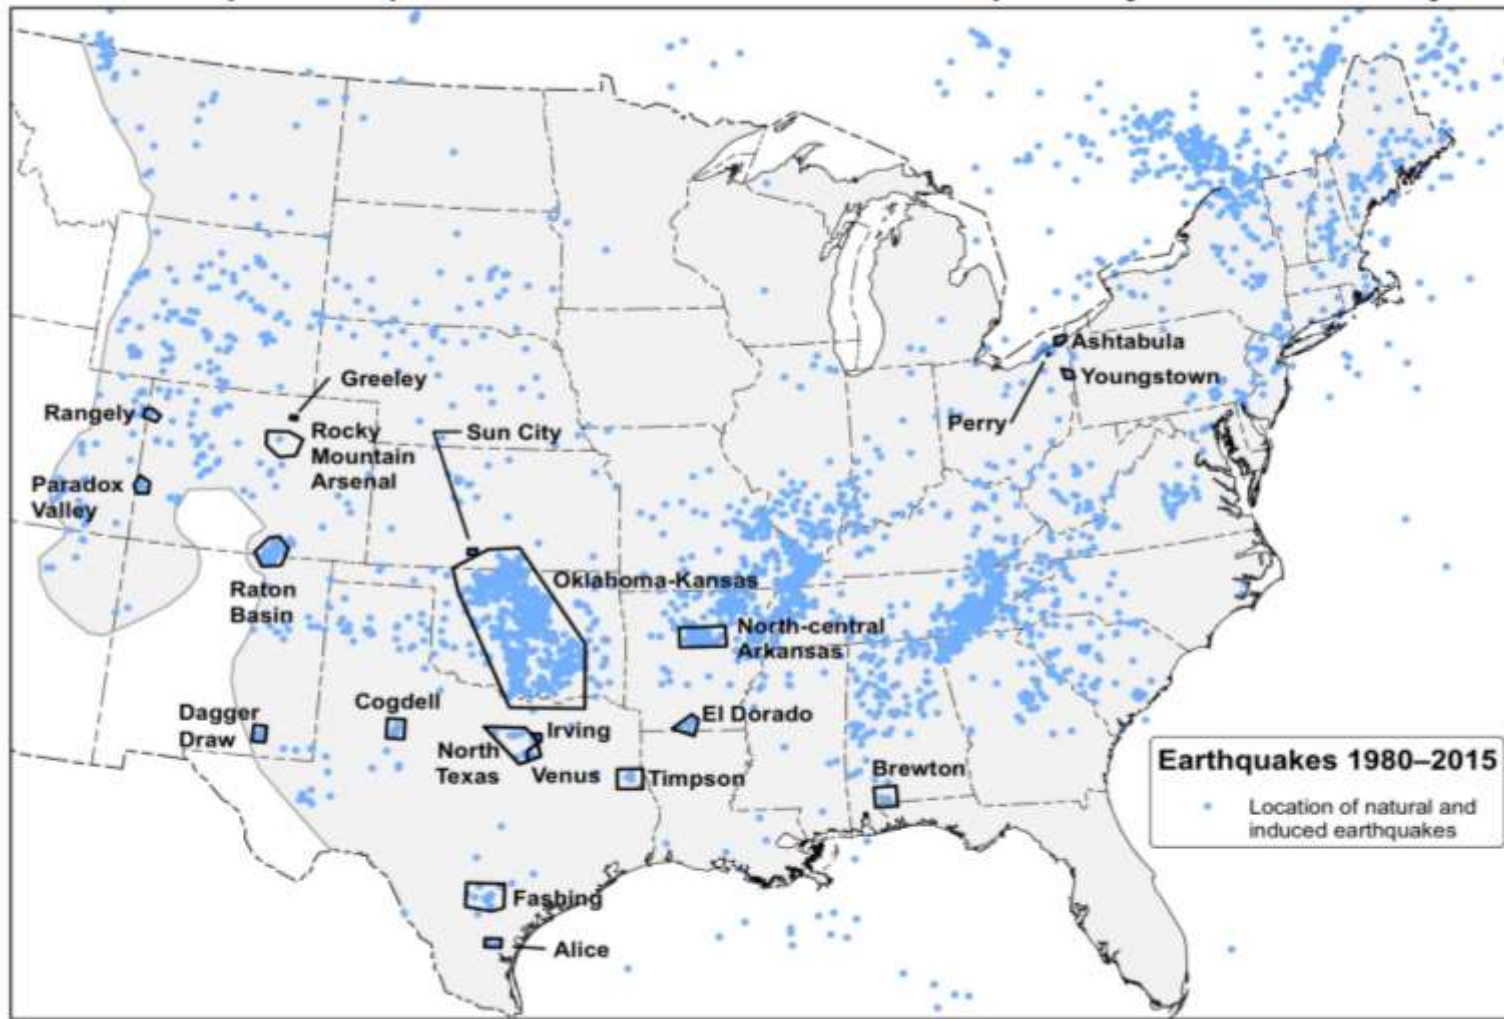 Ashtabula
Youngstown
Perry
Greeley
Rangely
Rocky
Mountain
Arsenal
Sun City
Paradox
Valley
Raton
Basin
Oklahoma-Kansas
North-central
Arkansas
Dagger
Draw
Cogdell
El Dorado
Irving
North
Texas
Venus
Timpson
Brewton
Fashing
Alice
Earthquakes 1980–2015
Location of natural and
induced earthquakes